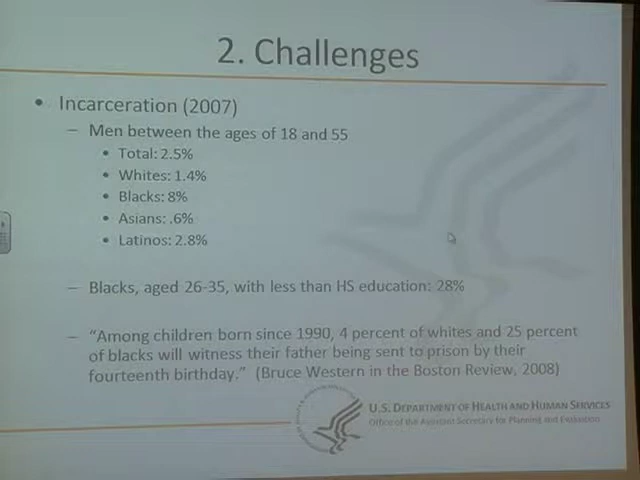 2. Challenges
• Incarceration (2007)
– Men between the ages of 18 and 55
• Total: 2.5%
• Whites: 1.4%
• Blacks: 8%
• Asians: .6%
• Latinos: 2.8%
– Blacks, aged 26-35, with less than HS education: 28%
– “Among children born since 1990, 4 percent of whites and 25 percent
of blacks will witness their father being sent to prison by their
fourteenth birthday.” (Bruce Western in the Boston Review, 2008)
U.S. DEPARTMENT OF HEALTH AND HUMAN SERVICES
Office of the Assistant Secretary for Planning and Evaluation